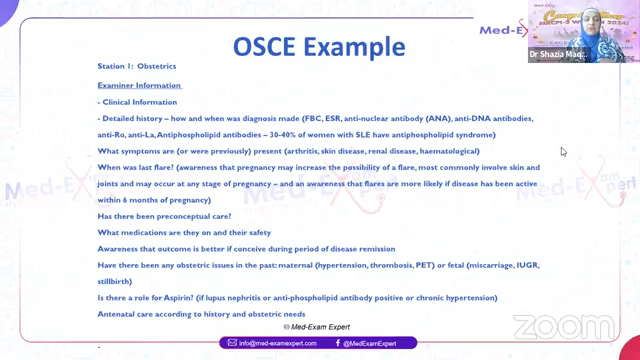 Med-Ex
Dr Shazia Maq...
OSCE Example
Station 1: Obstetrics
Examiner Information
- Clinical Information
- Detailed history – how and when was diagnosis made (FBC, ESR, anti-nuclear antibody (ANA), anti-DNA antibodies,
anti-Ro, anti-La, Antiphospholipid antibodies – 30-40% of women with SLE have antiphospholipid syndrome)
What symptoms are (or were previously) present (arthritis, skin disease, renal disease, haematological)
When was last flare? (awareness that pregnancy may increase the possibility of a flare, most commonly involve skin and
joints and may occur at any stage of pregnancy – and an awareness that flares are more likely if disease has been active
within 6 months of pregnancy)
Has there been preconceptual care?
What medications are they on and their safety
Awareness that outcome is better if conceive during period of disease remission
Have there been any obstetric issues in the past: maternal (hypertension, thrombosis, PET) or fetal (miscarriage, IUGR,
stillbirth)
Is there a role for Aspirin? (if lupus nephritis or anti-phospholipid antibody positive or chronic hypertension)
Antenatal care according to history and obstetric needs
© Med-Exam Expert
info@med-examexpert.com
@MedExamExpert
zoom
-